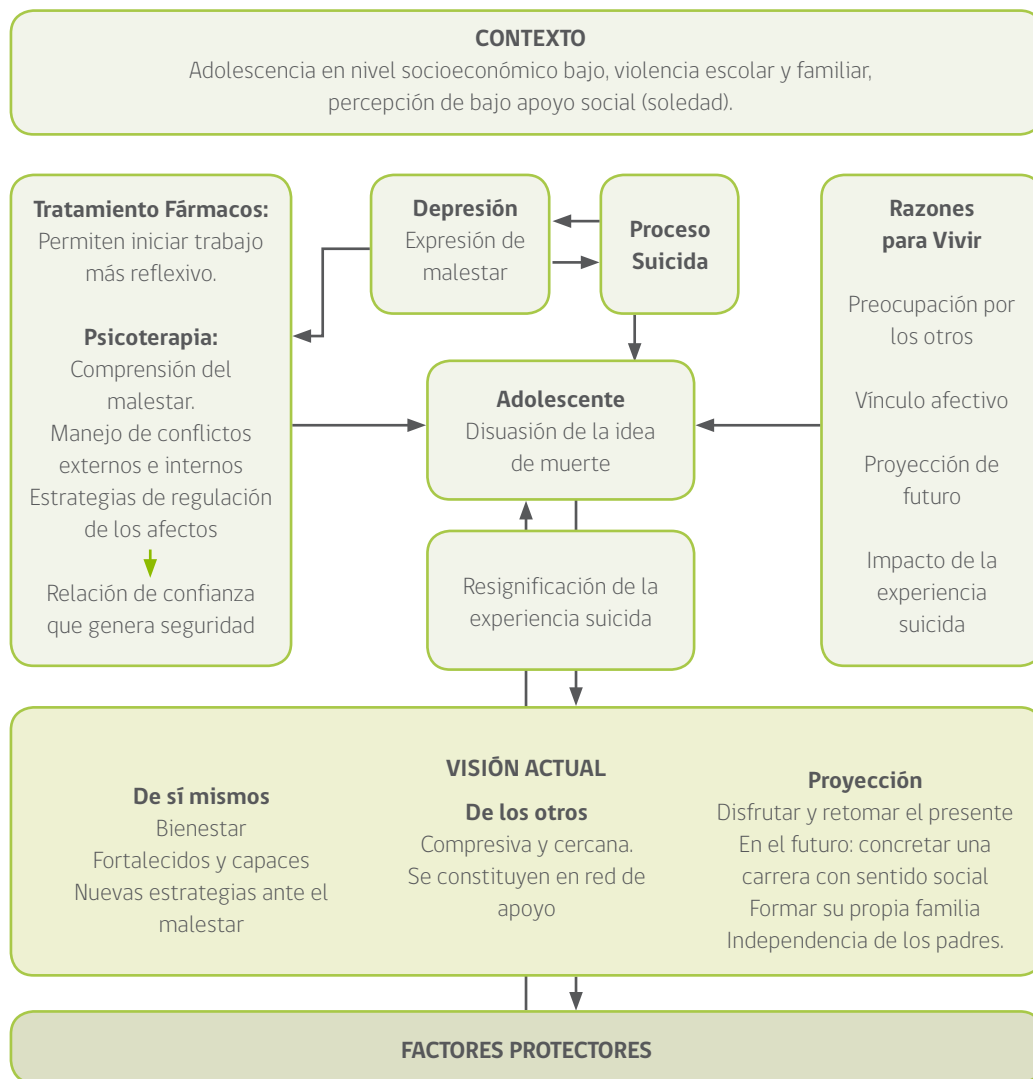 CONTEXTO
Adolescencia en nivel socioeconómico bajo, violencia escolar y familiar,
percepción de bajo apoyo social (soledad).
Tratamiento Fármacos:
Permiten iniciar trabajo
más reflexivo.
Psicoterapia:
Comprensión del
malestar.
Manejo de conflictos
externos e internos
Estrategias de regulación
de los afectos
Relación de confianza
que genera seguridad
Depresión
Expresión de
malestar
Proceso
Suicida
Adolescente
Disuasión de la idea
de muerte
Resignificación de la
experiencia suicida
Razones
para Vivir
Preocupación por
los otros
Vínculo afectivo
Proyección de
futuro
Impacto de la
experiencia
suicida
VISIÓN ACTUAL
De sí mismos
Bienestar
Fortalecidos y capaces
Nuevas estrategias ante el
malestar
De los otros
Compresiva y cercana.
Se constituyen en red de
apoyo
Proyección
Disfrutar y retomar el presente
En el futuro: concretar una
carrera con sentido social
Formar su propia familia
Independencia de los padres.
FACTORES PROTECTORES